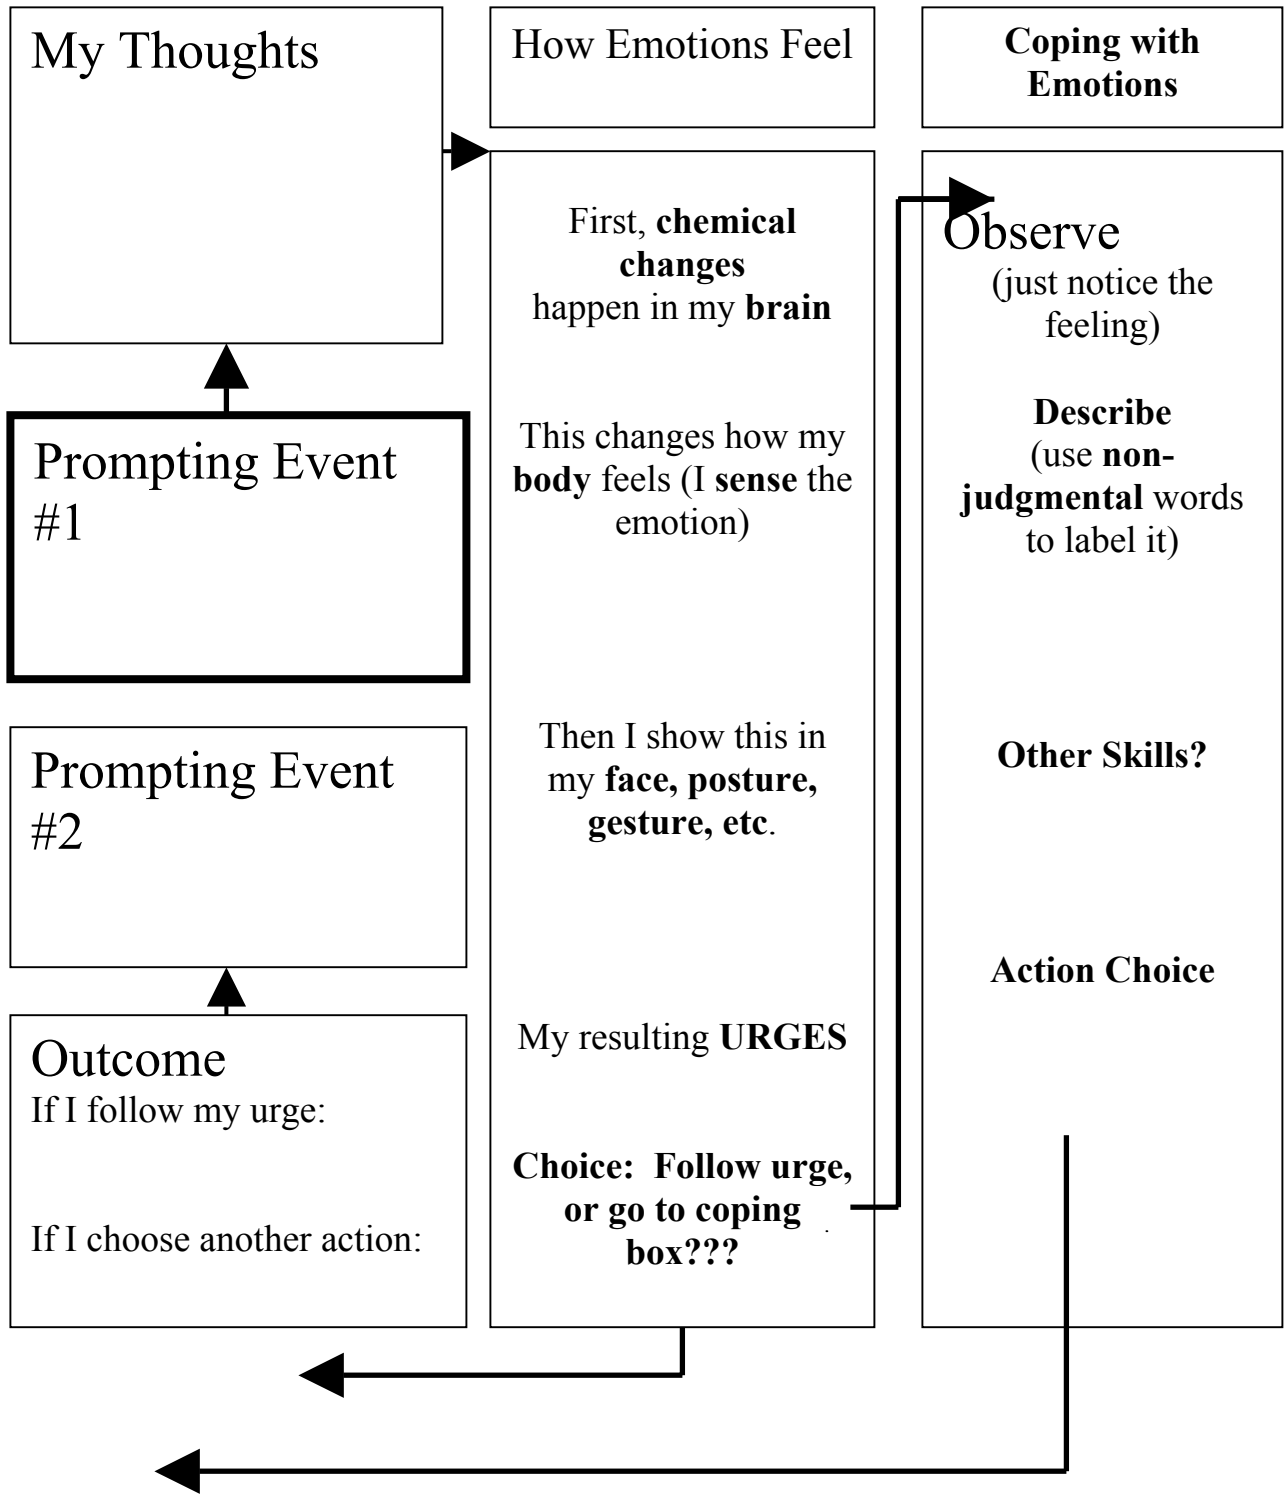 My Thoughts
Prompting Event
#1
Prompting Event
#2
Outcome
If I follow my urge:
If I choose another action:
How Emotions Feel
First, chemical
changes
happen in my brain
This changes how my
body feels (I sense the
emotion)
Then I show this in
my face, posture,
gesture, etc.
My resulting URGES
Choice:  Follow urge,
or go to coping
box???
Coping with
Emotions
Observe
(just notice the
feeling)
Describe
(use non-
judgmental words
to label it)
Other Skills?
Action Choice